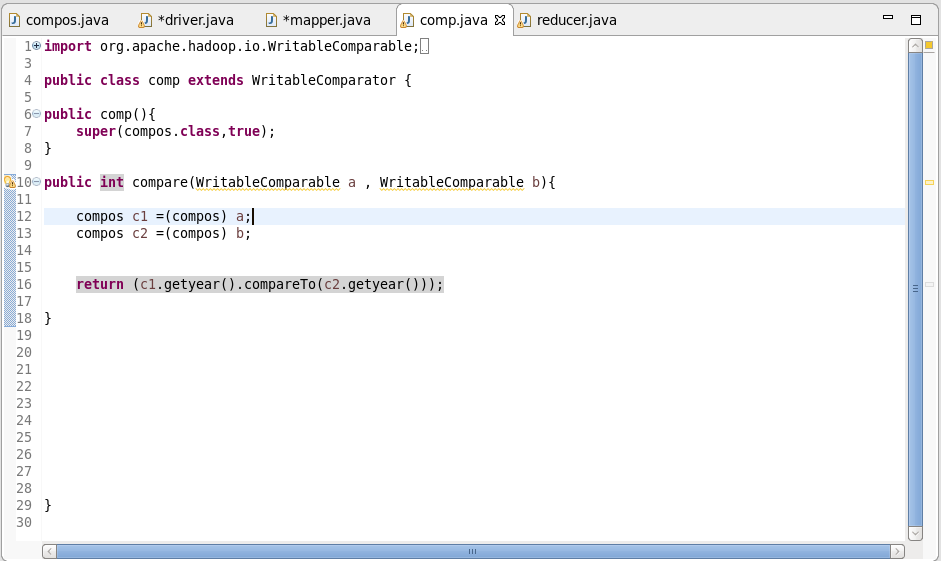 compos.java *driver.java *mapper.java comp.java reducer.java
1 import org.apache.hadoop.io.WritableComparable;
3
4 public class comp extends WritableComparator {
5
6 public comp(){
7 super(compos.class,true);
8 }
9
10 public int compare(WritableComparable a , WritableComparable b){
11
12 compos c1 =(compos) a;
13 compos c2 =(compos) b;
14
15
16 return (c1.getyear().compareTo(c2.getyear()));
17
18 }
19
20
21
22
23
24
25
26
27
28
29 }
30